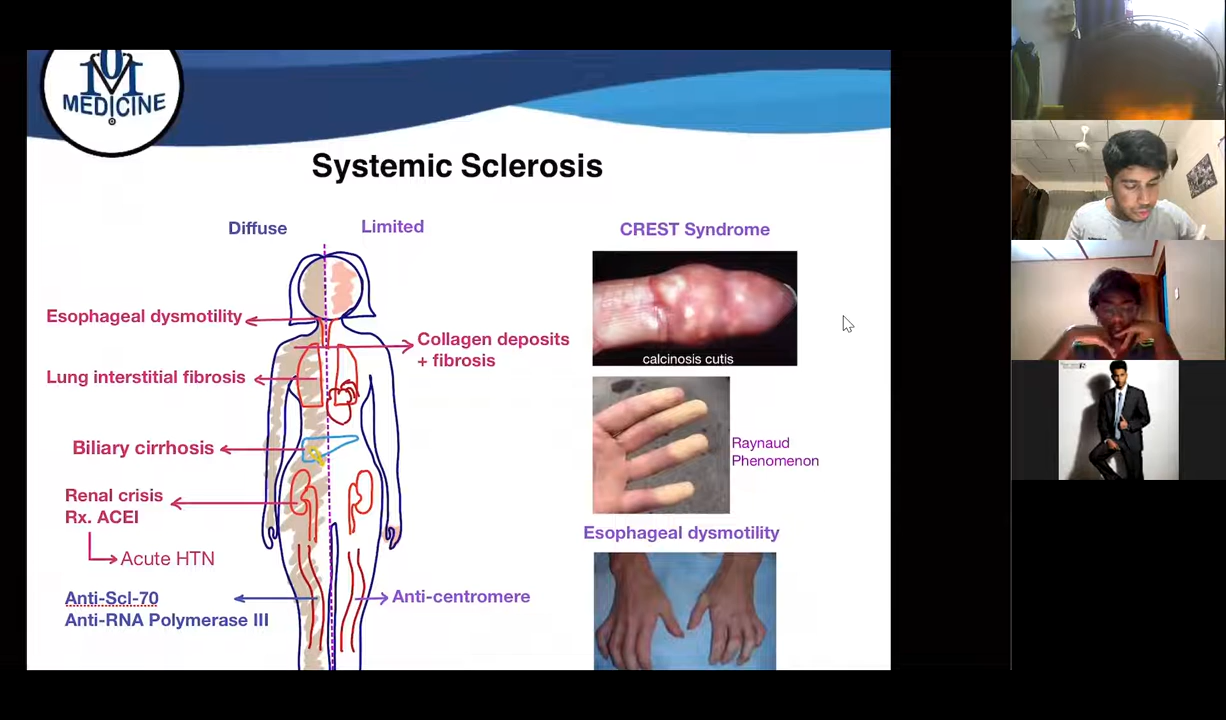 MEDICINE
Systemic Sclerosis
Diffuse
Limited
CREST Syndrome
Esophageal dysmotility
Collagen deposits
+ fibrosis
Lung interstitial fibrosis
calcinosis cutis
Biliary cirrhosis
Raynaud
Phenomenon
Renal crisis
Rx. ACEI
Acute HTN
Esophageal dysmotility
Anti-Scl-70
Anti-RNA Polymerase III
Anti-centromere